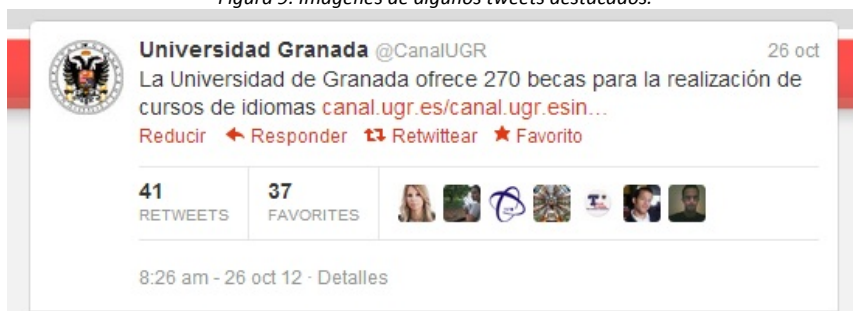 Figura 9. Imágenes de algunos tweets destacados.
Universidad Granada @CanalUGR 26 oct
La Universidad de Granada ofrece 270 becas para la realización de
cursos de idiomas canal.ugr.es/canal.ugr.esin...
Reducir Responder Retwittear Favorito
41 37
RETWEETS FAVORITES
8:26 am - 26 oct 12 · Detalles